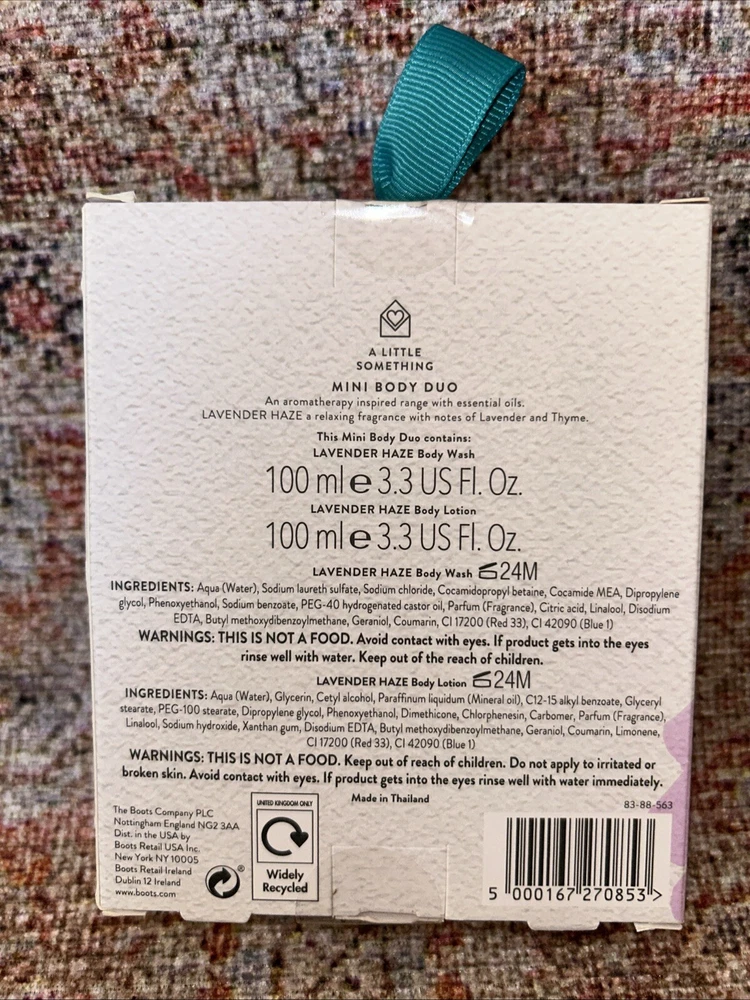 A LITTLE
SOMETHING
MINI BODY DUO
An aromatherapy inspired range with essential oils.
LAVENDER HAZE a relaxing fragrance with notes of Lavender and Thyme.
This Mini Body Duo contains:
LAVENDER HAZE Body Wash
100 ml ℮ 3.3 US Fl. Oz.
LAVENDER HAZE Body Lotion
100 ml ℮ 3.3 US Fl. Oz.
LAVENDER HAZE Body Wash 24M
INGREDIENTS: Aqua (Water), Sodium laureth sulfate, Sodium chloride, Cocamidopropyl betaine, Cocamide MEA, Dipropylene
glycol, Phenoxyethanol, Sodium benzoate, PEG-40 hydrogenated castor oil, Parfum (Fragrance), Citric acid, Linalool, Disodium
EDTA, Butyl methoxydibenzoylmethane, Geraniol, Coumarin, CI 17200 (Red 33), CI 42090 (Blue 1)
WARNINGS: THIS IS NOT A FOOD. Avoid contact with eyes. If product gets into the eyes
rinse well with water. Keep out of the reach of children.
LAVENDER HAZE Body Lotion 24M
INGREDIENTS: Aqua (Water), Glycerin, Cetyl alcohol, Paraffinum liquidum (Mineral oil), C12-15 alkyl benzoate, Glyceryl
stearate, PEG-100 stearate, Dipropylene glycol, Phenoxyethanol, Dimethicone, Chlorphenesin, Carbomer, Parfum (Fragrance),
Linalool, Sodium hydroxide, Xanthan gum, Disodium EDTA, Butyl methoxydibenzoylmethane, Geraniol, Coumarin, Limonene,
CI 17200 (Red 33), CI 42090 (Blue 1)
WARNINGS: THIS IS NOT A FOOD. Keep out of reach of children. Do not apply to irritated or
broken skin. Avoid contact with eyes. If product gets into the eyes rinse well with water immediately.
Made in Thailand
83-88-563
The Boots Company PLC
Nottingham England NG2 3AA
Dist. in the USA by
Boots Retail USA Inc.
New York NY 10005
Boots Retail Ireland
Dublin 12 Ireland
www.boots.com
®
UNITED KINGDOM ONLY
Widely
Recycled
5 000167 270853 >